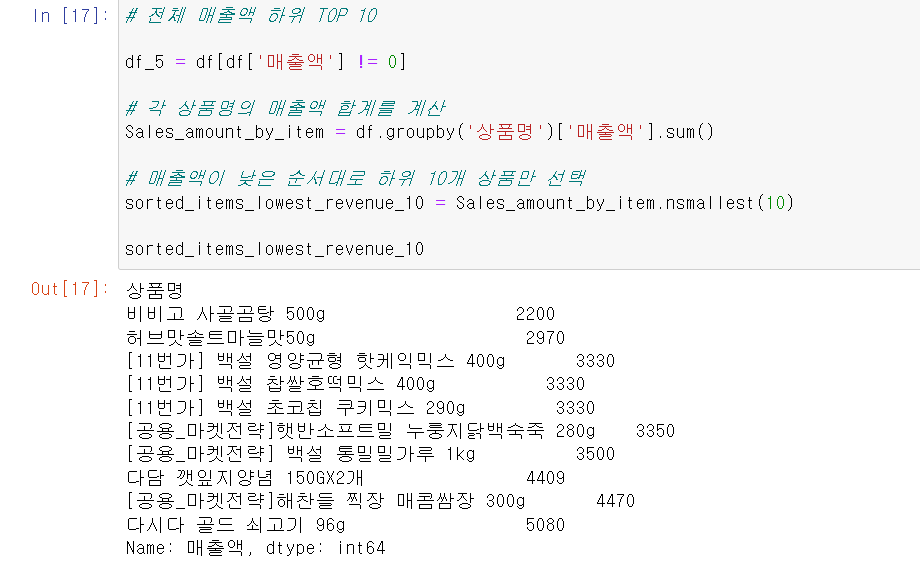 In [17]: # 전체 매출액 하위 TOP 10
df_5 = df[df['매출액'] != 0]
# 각 상품명의 매출액 합계를 계산
Sales_amount_by_item = df.groupby('상품명')['매출액'].sum()
# 매출액이 낮은 순서대로 하위 10개 상품만 선택
sorted_items_lowest_revenue_10 = Sales_amount_by_item.nsmallest(10)
sorted_items_lowest_revenue_10
Out[17]: 상품명
비비고 사골곰탕 500g 2200
허브맛솔트마늘맛50g 2970
[11번가] 백설 영양균형 핫케익믹스 400g 3330
[11번가] 백설 찹쌀호떡믹스 400g 3330
[11번가] 백설 초코칩 쿠키믹스 290g 3330
[공용_마켓전략]햇반소프트밀 누룽지닭백숙죽 280g 3350
[공용_마켓전략] 백설 통밀밀가루 1kg 3500
다담 깻잎지양념 150GX2개 4409
[공용_마켓전략]해찬들 찍장 매콤쌈장 300g 4470
다시다 골드 쇠고기 96g 5080
Name: 매출액, dtype: int64